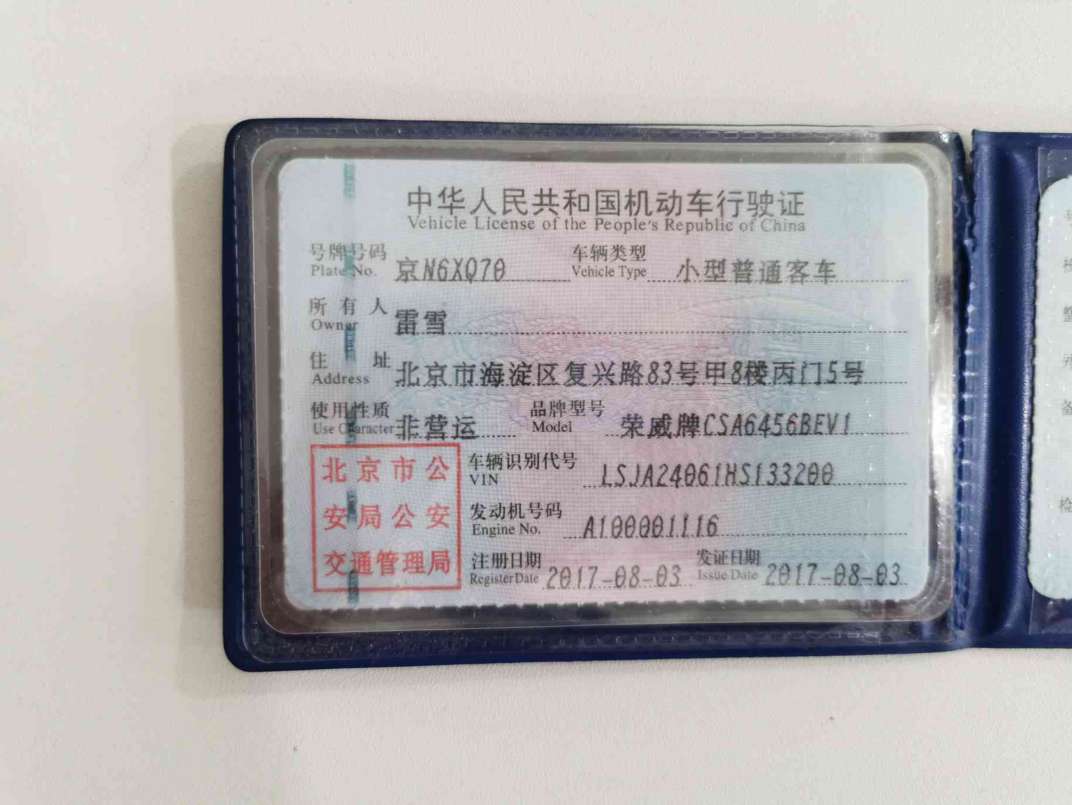 中华人民共和国机动车行驶证
Vehicle License of the People's Republic of China
号牌号码 京N6XQ70 车辆类型 小型普通客车
Plate No. Vehicle Type
所有人 雷雪
Owner
住址 北京市海淀区复兴路83号甲8楼丙门5号
Address
使用性质 非营运 品牌型号 荣威牌CSA6456BEV1
Use Character Model
北京市公
安局公安
交通管理局
车辆识别代号 LSJA24061HS133200
VIN
发动机号码 A100001116
Engine No.
注册日期 2017-08-03 发证日期 2017-08-03
Register Date Issue Date